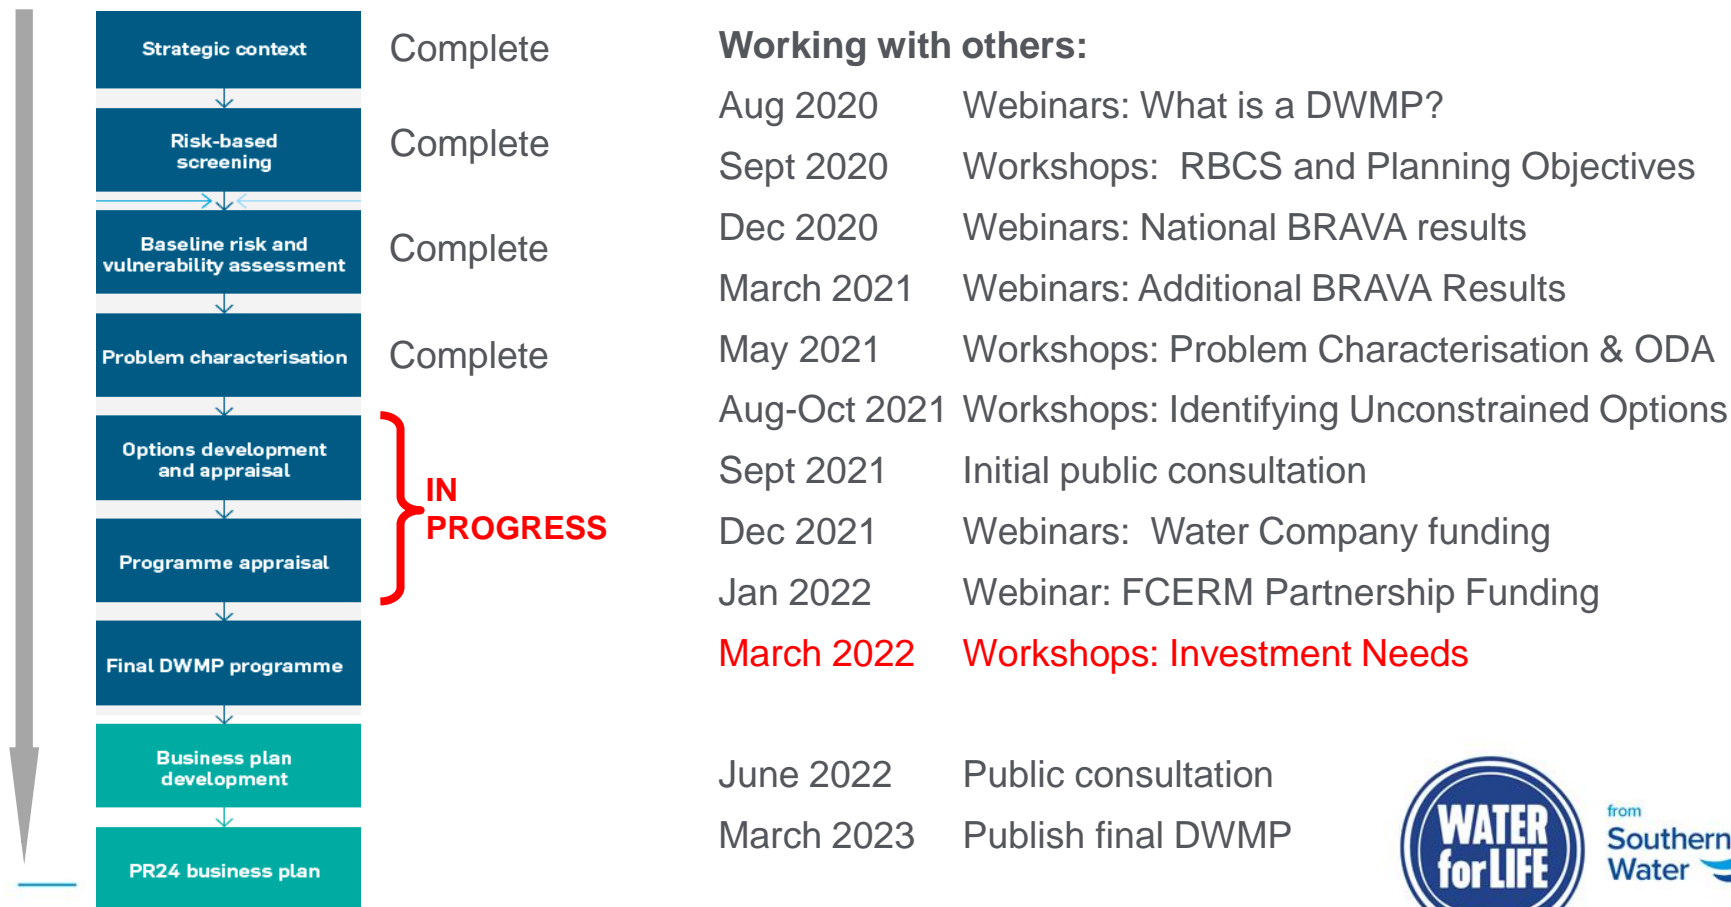 Strategic context
Complete
Risk-based
screening
Complete
Baseline risk and
vulnerability assessment
Complete
Problem characterisation
Complete
Options development
and appraisal
Programme appraisal
IN
PROGRESS
Final DWMP programme
Business plan
development
PR24 business plan
Working with others:
Aug 2020 Webinars: What is a DWMP?
Sept 2020 Workshops: RBCS and Planning Objectives
Dec 2020 Webinars: National BRAVA results
March 2021 Webinars: Additional BRAVA Results
May 2021 Workshops: Problem Characterisation & ODA
Aug-Oct 2021 Workshops: Identifying Unconstrained Options
Sept 2021 Initial public consultation
Dec 2021 Webinars: Water Company funding
Jan 2022 Webinar: FCERM Partnership Funding
March 2022 Workshops: Investment Needs
June 2022 Public consultation
March 2023 Publish final DWMP
WATER
for LIFE
from
Southern
Water